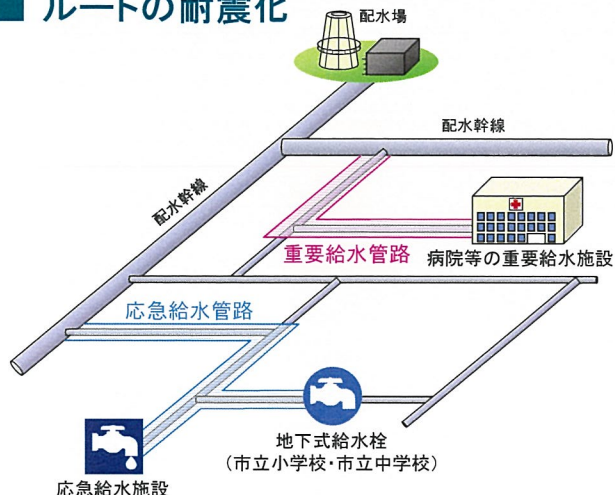 ルートの耐震化
配水場
配水幹線
配水幹線
重要給水管路
病院等の重要給水施設
応急給水管路
地下式給水栓
(市立小学校・市立中学校)
応急給水施設